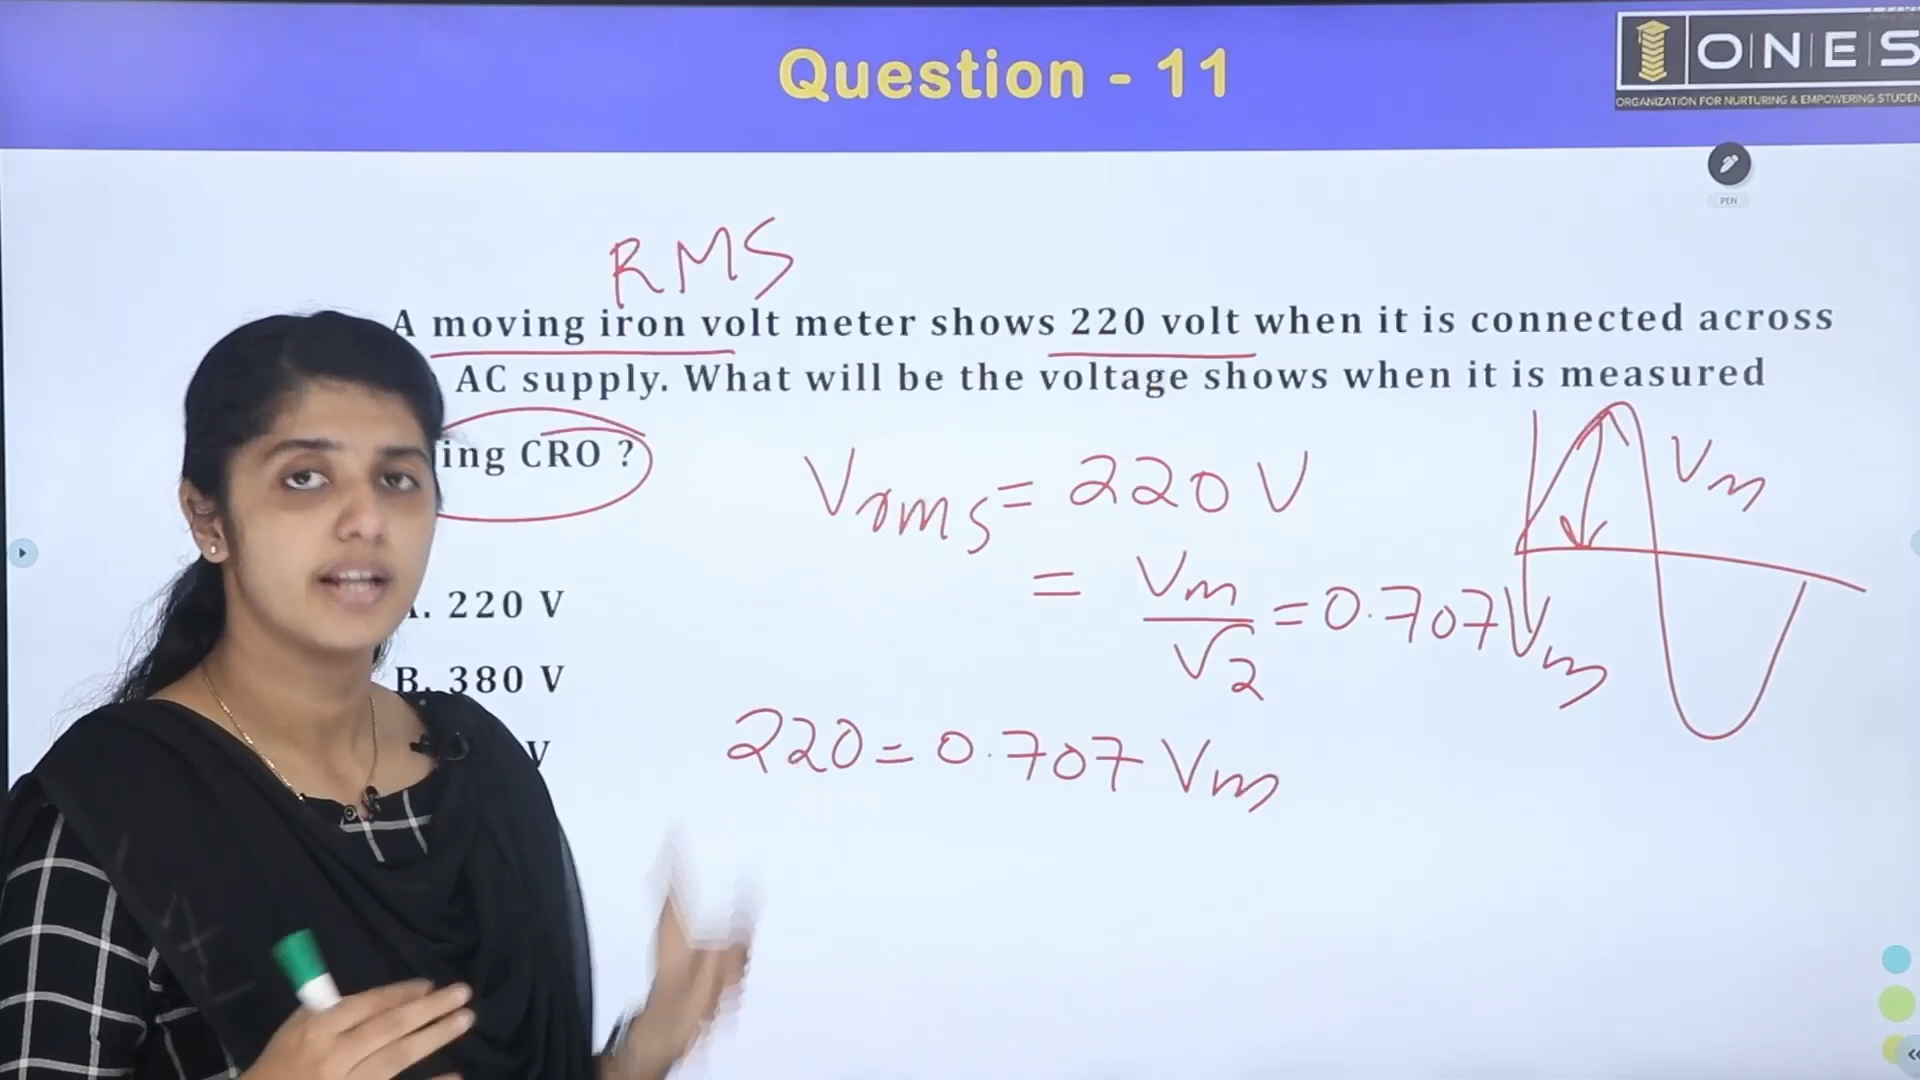 Question - 11
ONES
ORGANIZATION FOR NURTURING & EMPOWERING STUDEN
PEN
RMS
A moving iron volt meter shows 220 volt when it is connected across
AC supply. What will be the voltage shows when it is measured
ing CRO ?
Vrms = 220 V
= Vm/√2 = 0.707 Vm
Vm
A. 220 V
B. 380 V
V
220 = 0.707 Vm